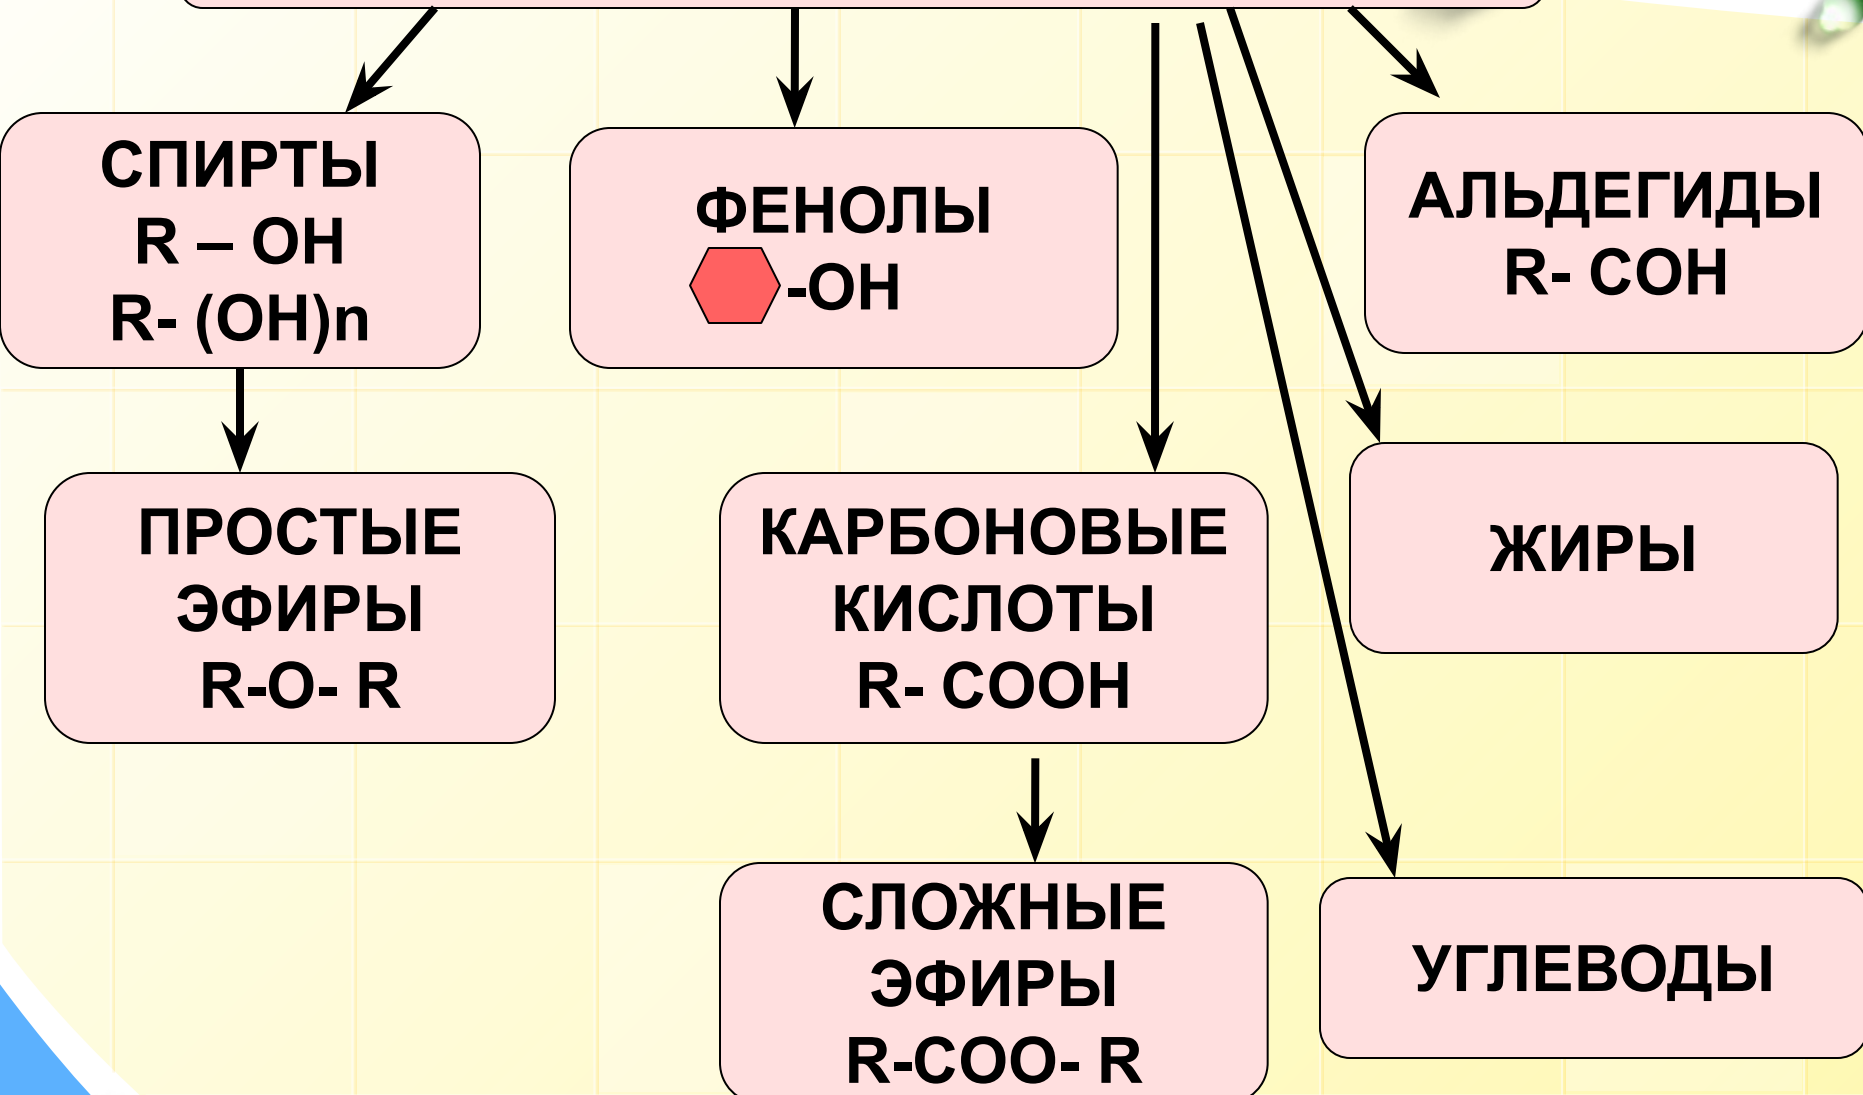 СПИРТЫ
R – OH
R- (OH)n
ФЕНОЛЫ
-OH
АЛЬДЕГИДЫ
R- COH
ПРОСТЫЕ
ЭФИРЫ
R-O- R
КАРБОНОВЫЕ
КИСЛОТЫ
R- COOH
ЖИРЫ
СЛОЖНЫЕ
ЭФИРЫ
R-COO- R
УГЛЕВОДЫ